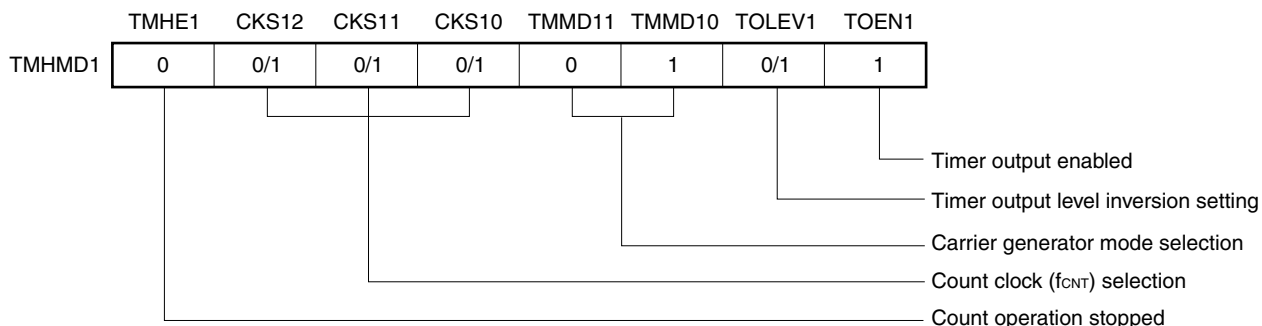 TMHE1 CKS12 CKS11 CKS10 TMMD11 TMMD10 TOLEV1 TOEN1
TMHMD1 0 0/1 0/1 0/1 0 1 0/1 1
Timer output enabled
Timer output level inversion setting
Carrier generator mode selection
Count clock (fCNT) selection
Count operation stopped